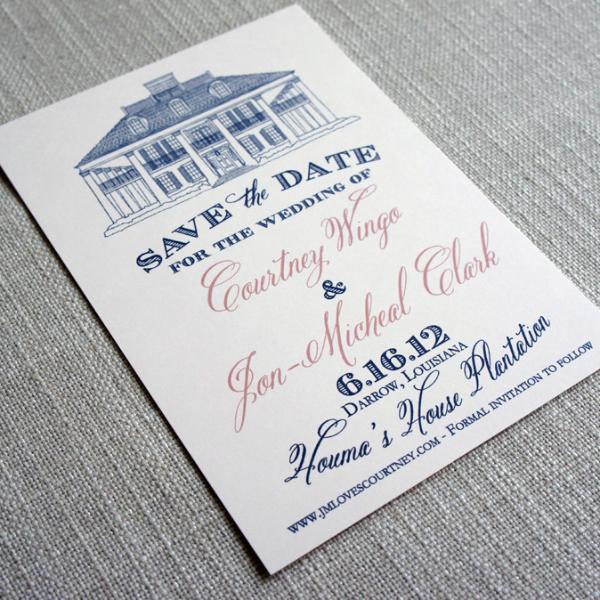 SAVE the DATE
FOR THE WEDDING OF
Courtney Wingo
&
Jon-Micheal Clark
6.16.12
DARROW, LOUISIANA
Houma's House Plantation
WWW.JMLOVESCOURTNEY.COM - FORMAL INVITATION TO FOLLOW